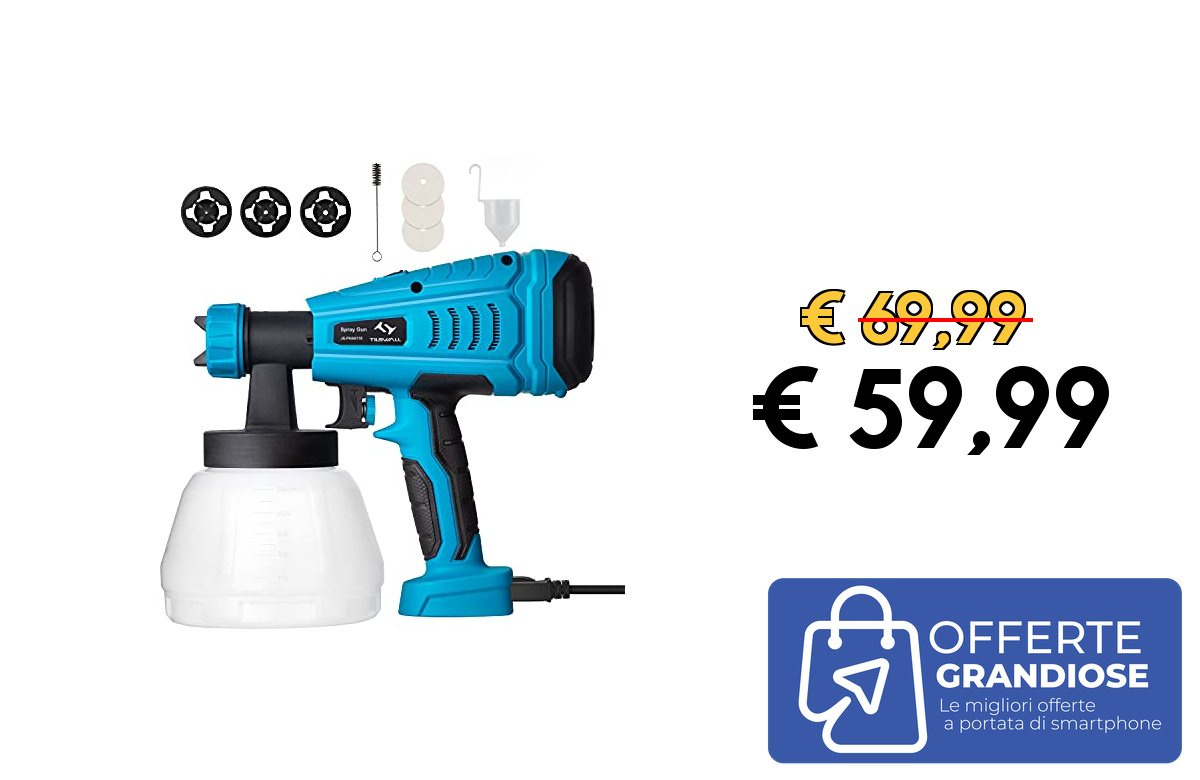 Spray Gun
TILSWALL
€ 69,99
€ 59,99
OFFERTE
GRANDIOSE
Le migliori offerte
a portata di smartphone